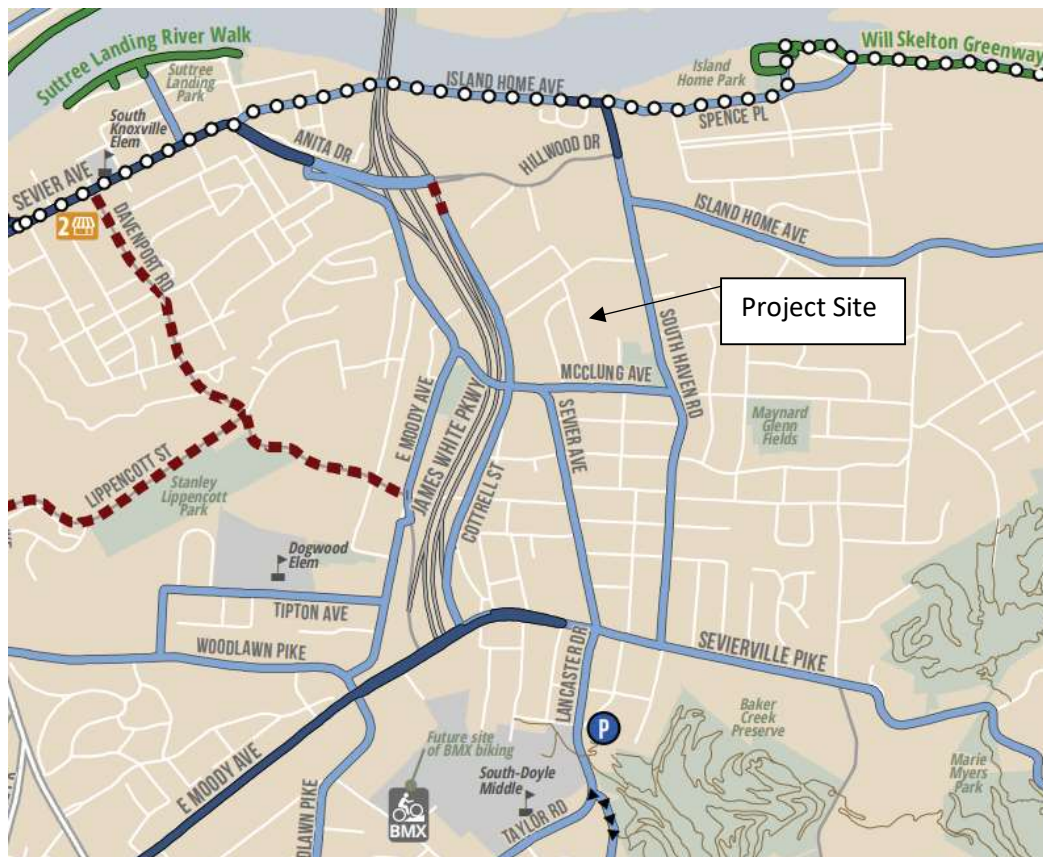 Suttree Landing River Walk
Suttree
Landing
Park
South
Knoxville
Elem
SEVIER AVE
2
DAVENPORT RD
ANITA DR
ISLAND HOME AVE
Island
Home Park
Will Skelton Greenway
SPENCE PL
HILLWOOD DR
ISLAND HOME AVE
Project Site
SOUTH HAVEN RD
MCCLUNG AVE
Maynard
Glenn
Fields
E MOODY AVE
JAMES WHITE PKWY
SEVIER AVE
COTTRELL ST
LIPPENCOTT ST
Stanley
Lippencott
Park
Dogwood
Elem
TIPTON AVE
WOODLAWN PIKE
LANCASTER DR
SEVIERVILLE PIKE
P
Baker
Creek
Preserve
Marie
Myers
Park
Future site
of BMX biking
BMX
South-Doyle
Middle
TAYLOR RD
E MOODY AVE
DLAWN PIKE